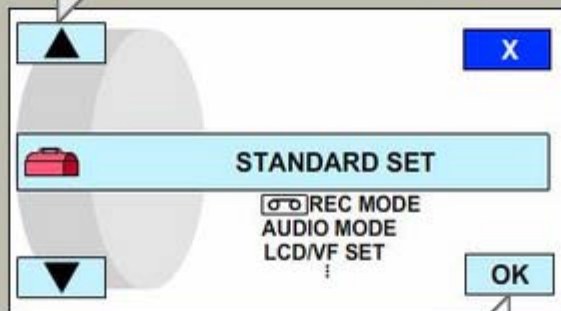 X
STANDARD SET
REC MODE
AUDIO MODE
LCD/VF SET
OK